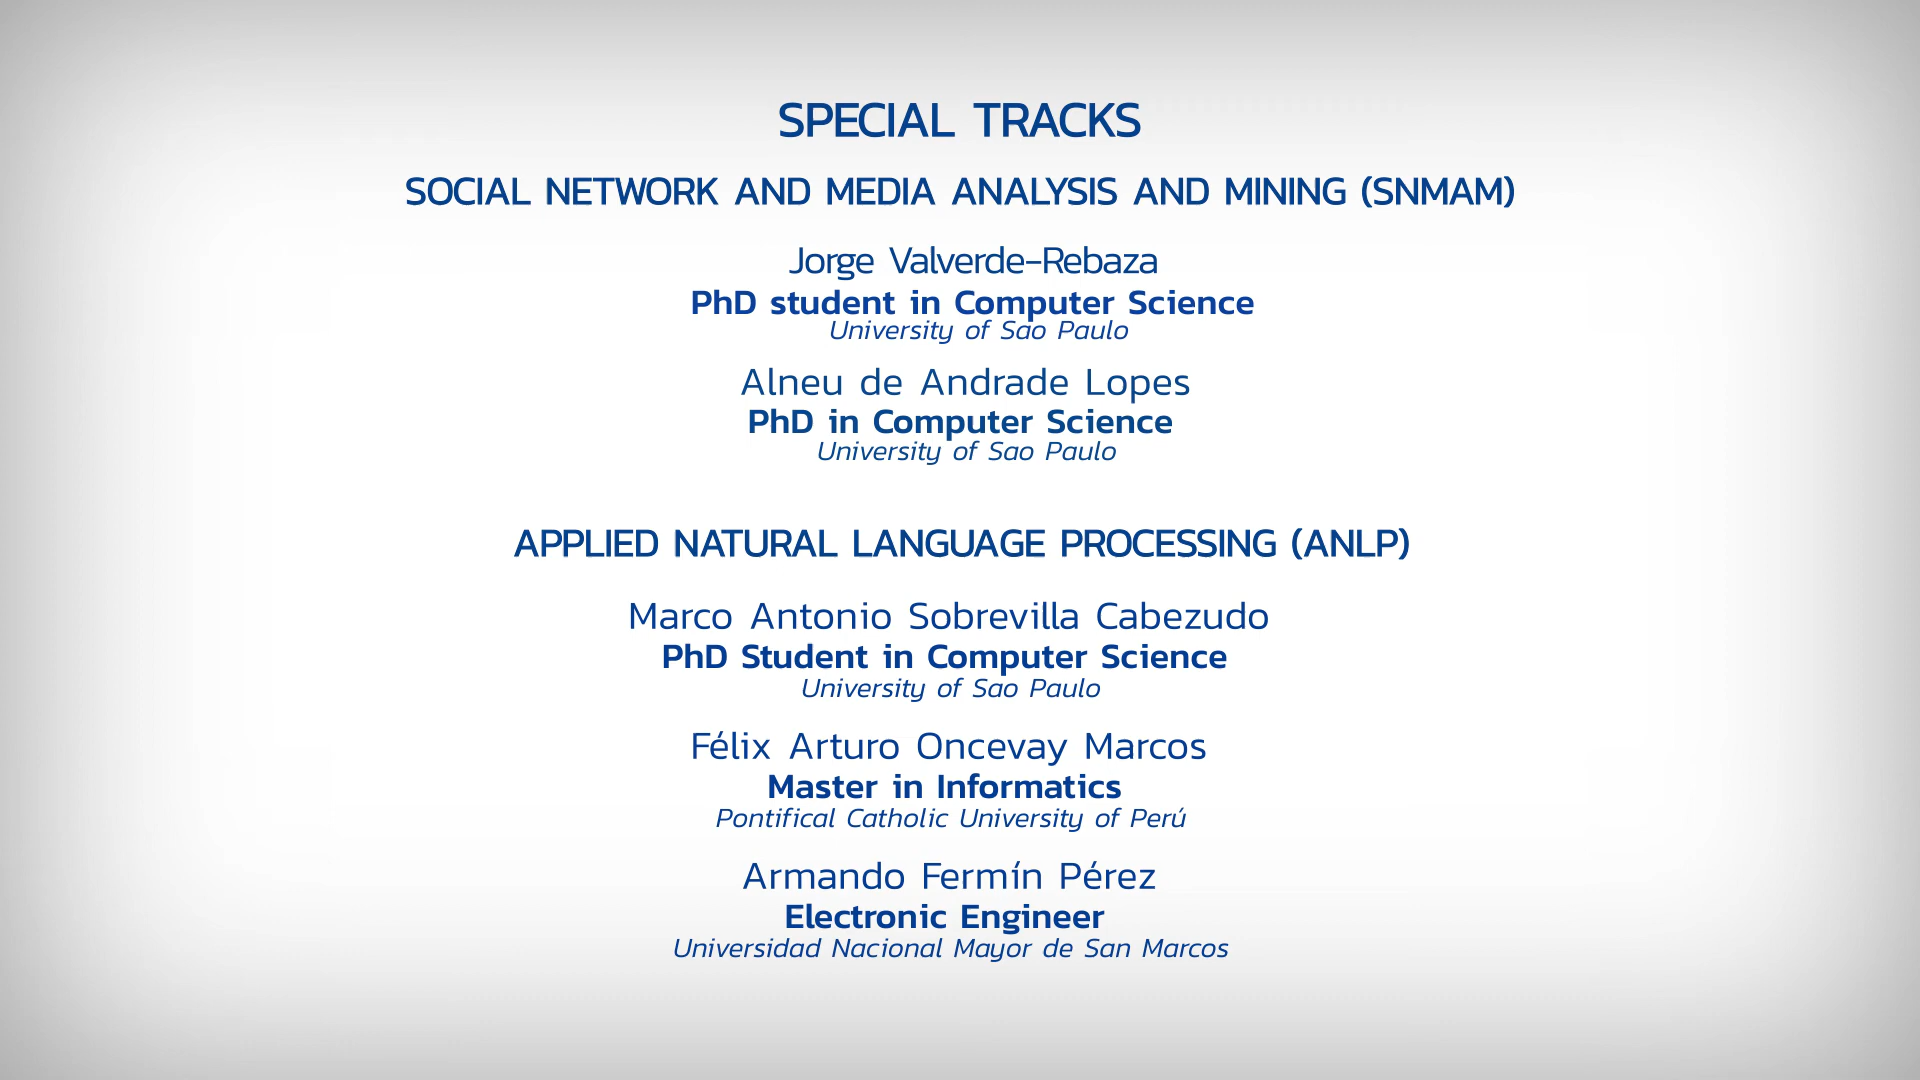 SPECIAL TRACKS
SOCIAL NETWORK AND MEDIA ANALYSIS AND MINING (SNMAM)
Jorge Valverde-Rebaza
PhD student in Computer Science
University of Sao Paulo
Alneu de Andrade Lopes
PhD in Computer Science
University of Sao Paulo
APPLIED NATURAL LANGUAGE PROCESSING (ANLP)
Marco Antonio Sobrevilla Cabezudo
PhD Student in Computer Science
University of Sao Paulo
Félix Arturo Oncevay Marcos
Master in Informatics
Pontifical Catholic University of Perú
Armando Fermín Pérez
Electronic Engineer
Universidad Nacional Mayor de San Marcos